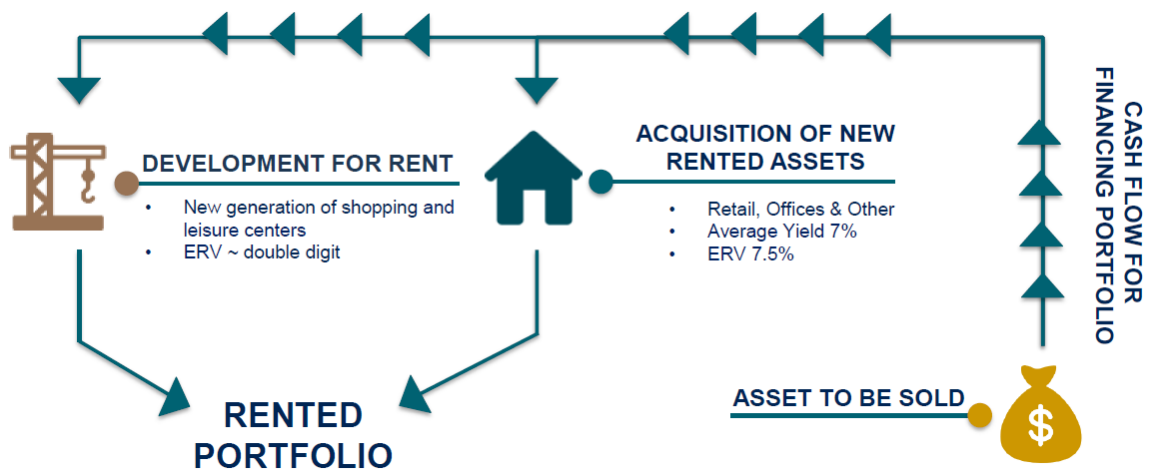 DEVELOPMENT FOR RENT
• New generation of shopping and
leisure centers
• ERV ~ double digit
ACQUISITION OF NEW
RENTED ASSETS
• Retail, Offices & Other
• Average Yield 7%
• ERV 7.5%
CASH FLOW FOR
FINANCING PORTFOLIO
RENTED
PORTFOLIO
ASSET TO BE SOLD
$